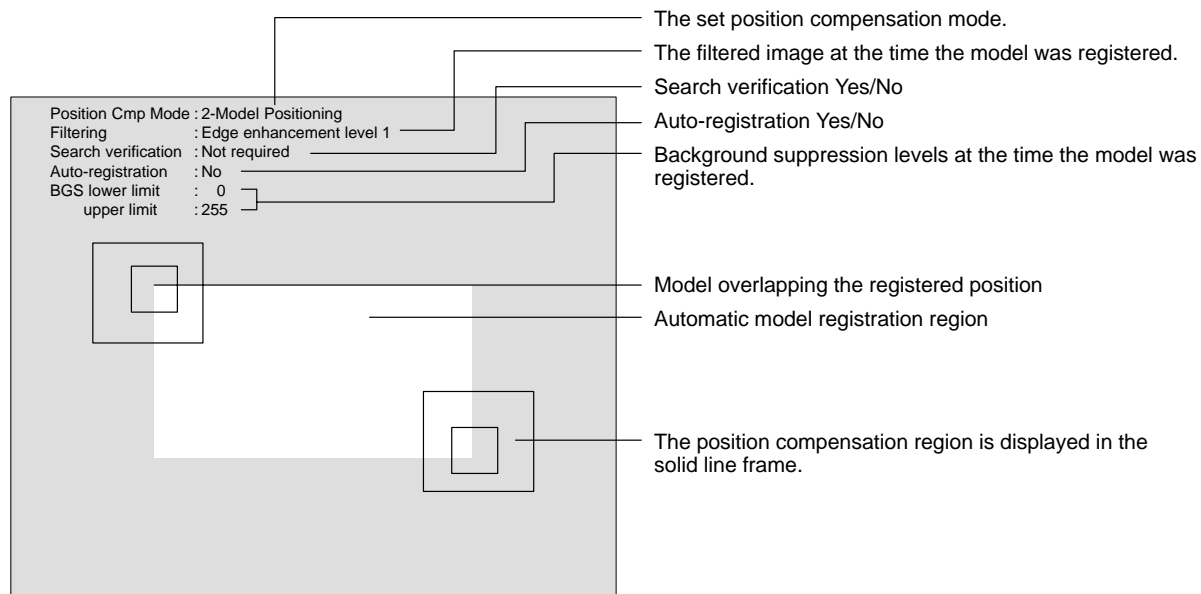 The set position compensation mode.
The filtered image at the time the model was registered.
Search verification Yes/No
Auto-registration Yes/No
Background suppression levels at the time the model was
registered.
Position Cmp Mode : 2-Model Positioning
Filtering : Edge enhancement level 1
Search verification : Not required
Auto-registration : No
BGS lower limit : 0
upper limit : 255
Model overlapping the registered position
Automatic model registration region
The position compensation region is displayed in the
solid line frame.